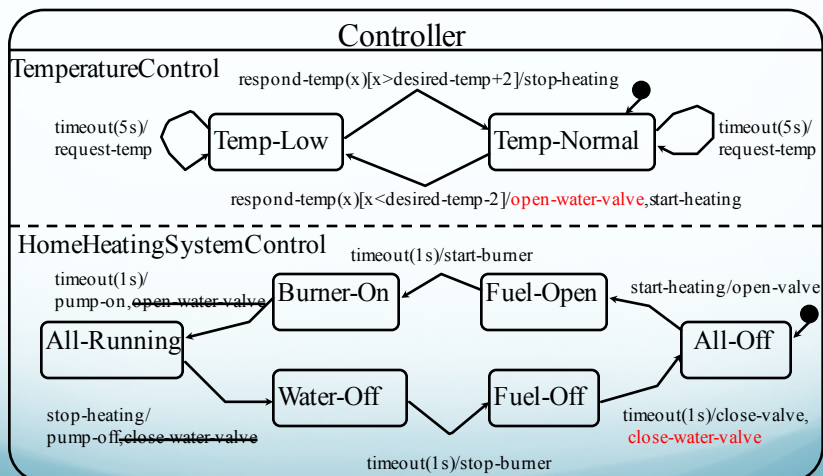 Controller
TemperatureControl
respond-temp(x)[x>desired-temp+2]/stop-heating
timeout(5s)/
request-temp
Temp-Low
Temp-Normal
timeout(5s)/
request-temp
respond-temp(x)[x<desired-temp-2]/open-water-valve,start-heating
HomeHeatingSystemControl
timeout(1s)/start-burner
timeout(1s)/
pump-on,open-water-valve
Burner-On
Fuel-Open
start-heating/open-valve
All-Running
All-Off
Water-Off
Fuel-Off
stop-heating/
pump-off,close-water-valve
timeout(1s)/close-valve,
close-water-valve
timeout(1s)/stop-burner